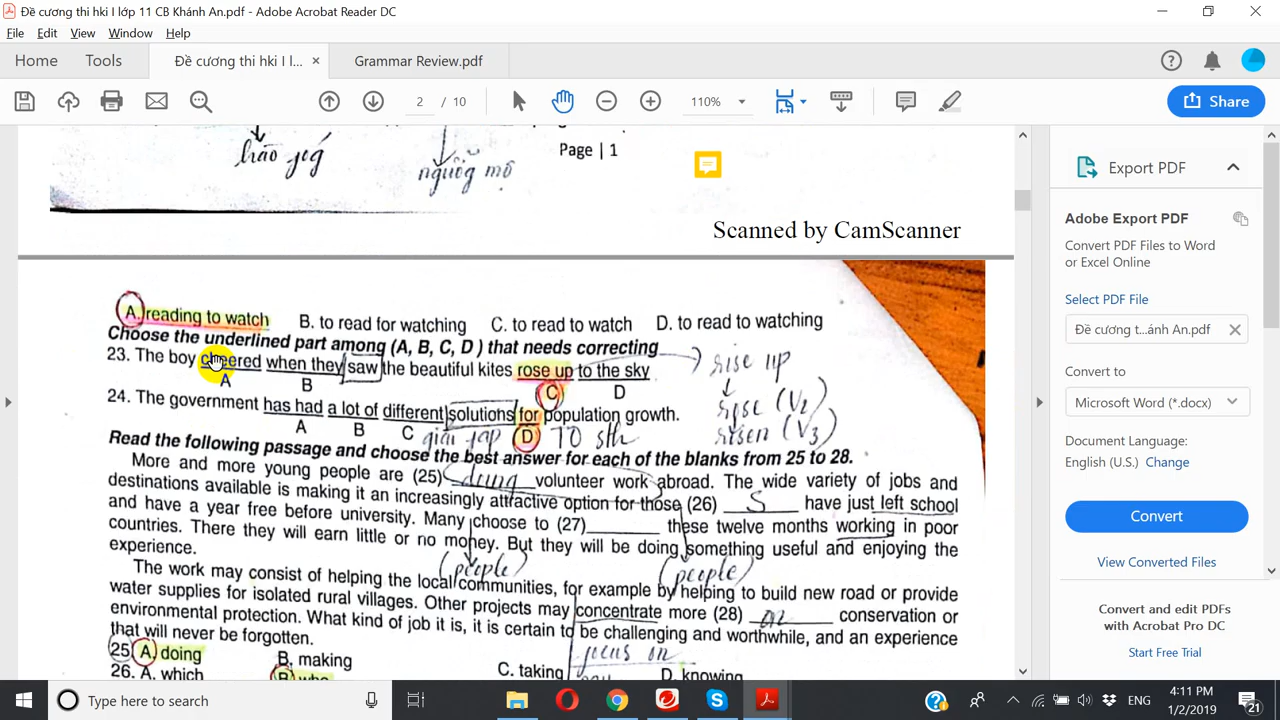 Đề cương thi hki I lớp 11 CB Khánh An.pdf - Adobe Acrobat Reader DC
File Edit View Window Help
Home Tools Đề cương thi hki I l... × Grammar Review.pdf
2 / 10 110% Share
Page | 1
người mộ
Scanned by CamScanner
A. reading to watch B. to read for watching C. to read to watch D. to read to watching
Choose the underlined part among (A, B, C, D ) that needs correcting
23. The boy cheered when they saw the beautiful kites rose up to the sky
A B C D
rise up
rose (V2)
risen (V3)
24. The government has had a lot of different solutions for population growth.
A B C D
giải pháp TO sth
Read the following passage and choose the best answer for each of the blanks from 25 to 28.
More and more young people are (25) doing volunteer work abroad. The wide variety of jobs and
destinations available is making it an increasingly attractive option for those (26) ______ have just left school
and have a year free before university. Many choose to (27)______ these twelve months working in poor
countries. There they will earn little or no money. But they will be doing something useful and enjoying the
experience.
(people) (people)
The work may consist of helping the local communities, for example by helping to build new road or provide
water supplies for isolated rural villages. Other projects may concentrate more (28) on conservation or
environmental protection. What kind of job it is, it is certain to be challenging and worthwhile, and an experience
that will never be forgotten.
focus on
25. A. doing B. making C. taking D. knowing
26. A. which B. who
Export PDF
Adobe Export PDF
Convert PDF Files to Word
or Excel Online
Select PDF File
Đề cương t...ánh An.pdf
Convert to
Microsoft Word (*.docx)
Document Language:
English (U.S.) Change
Convert
View Converted Files
Convert and edit PDFs
with Acrobat Pro DC
Start Free Trial
Type here to search
ENG
4:11 PM
1/2/2019
21